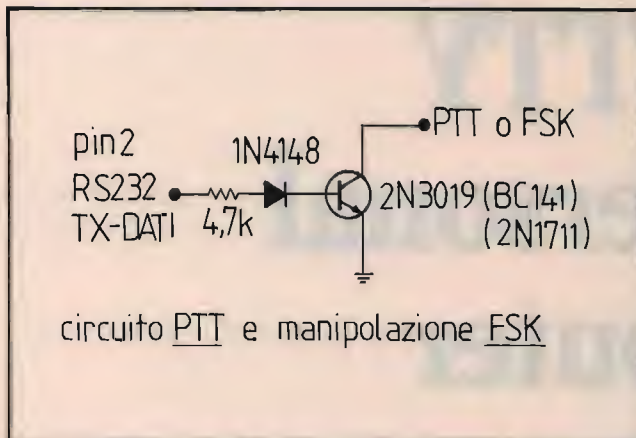 PTT o FSK
pin2
RS232
TX-DATI
4,7k
1N4148
2N3019 (BC141)
(2N1711)
circuito PTT e manipolazione FSK